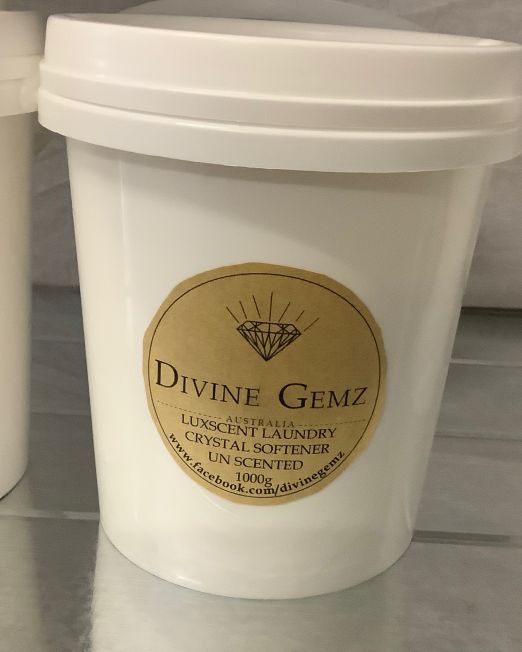 DIVINE GEMZ
AUSTRALIA
LUXSCENT LAUNDRY
CRYSTAL SOFTENER
UN SCENTED
1000g
www.facebook.com/divinegemz